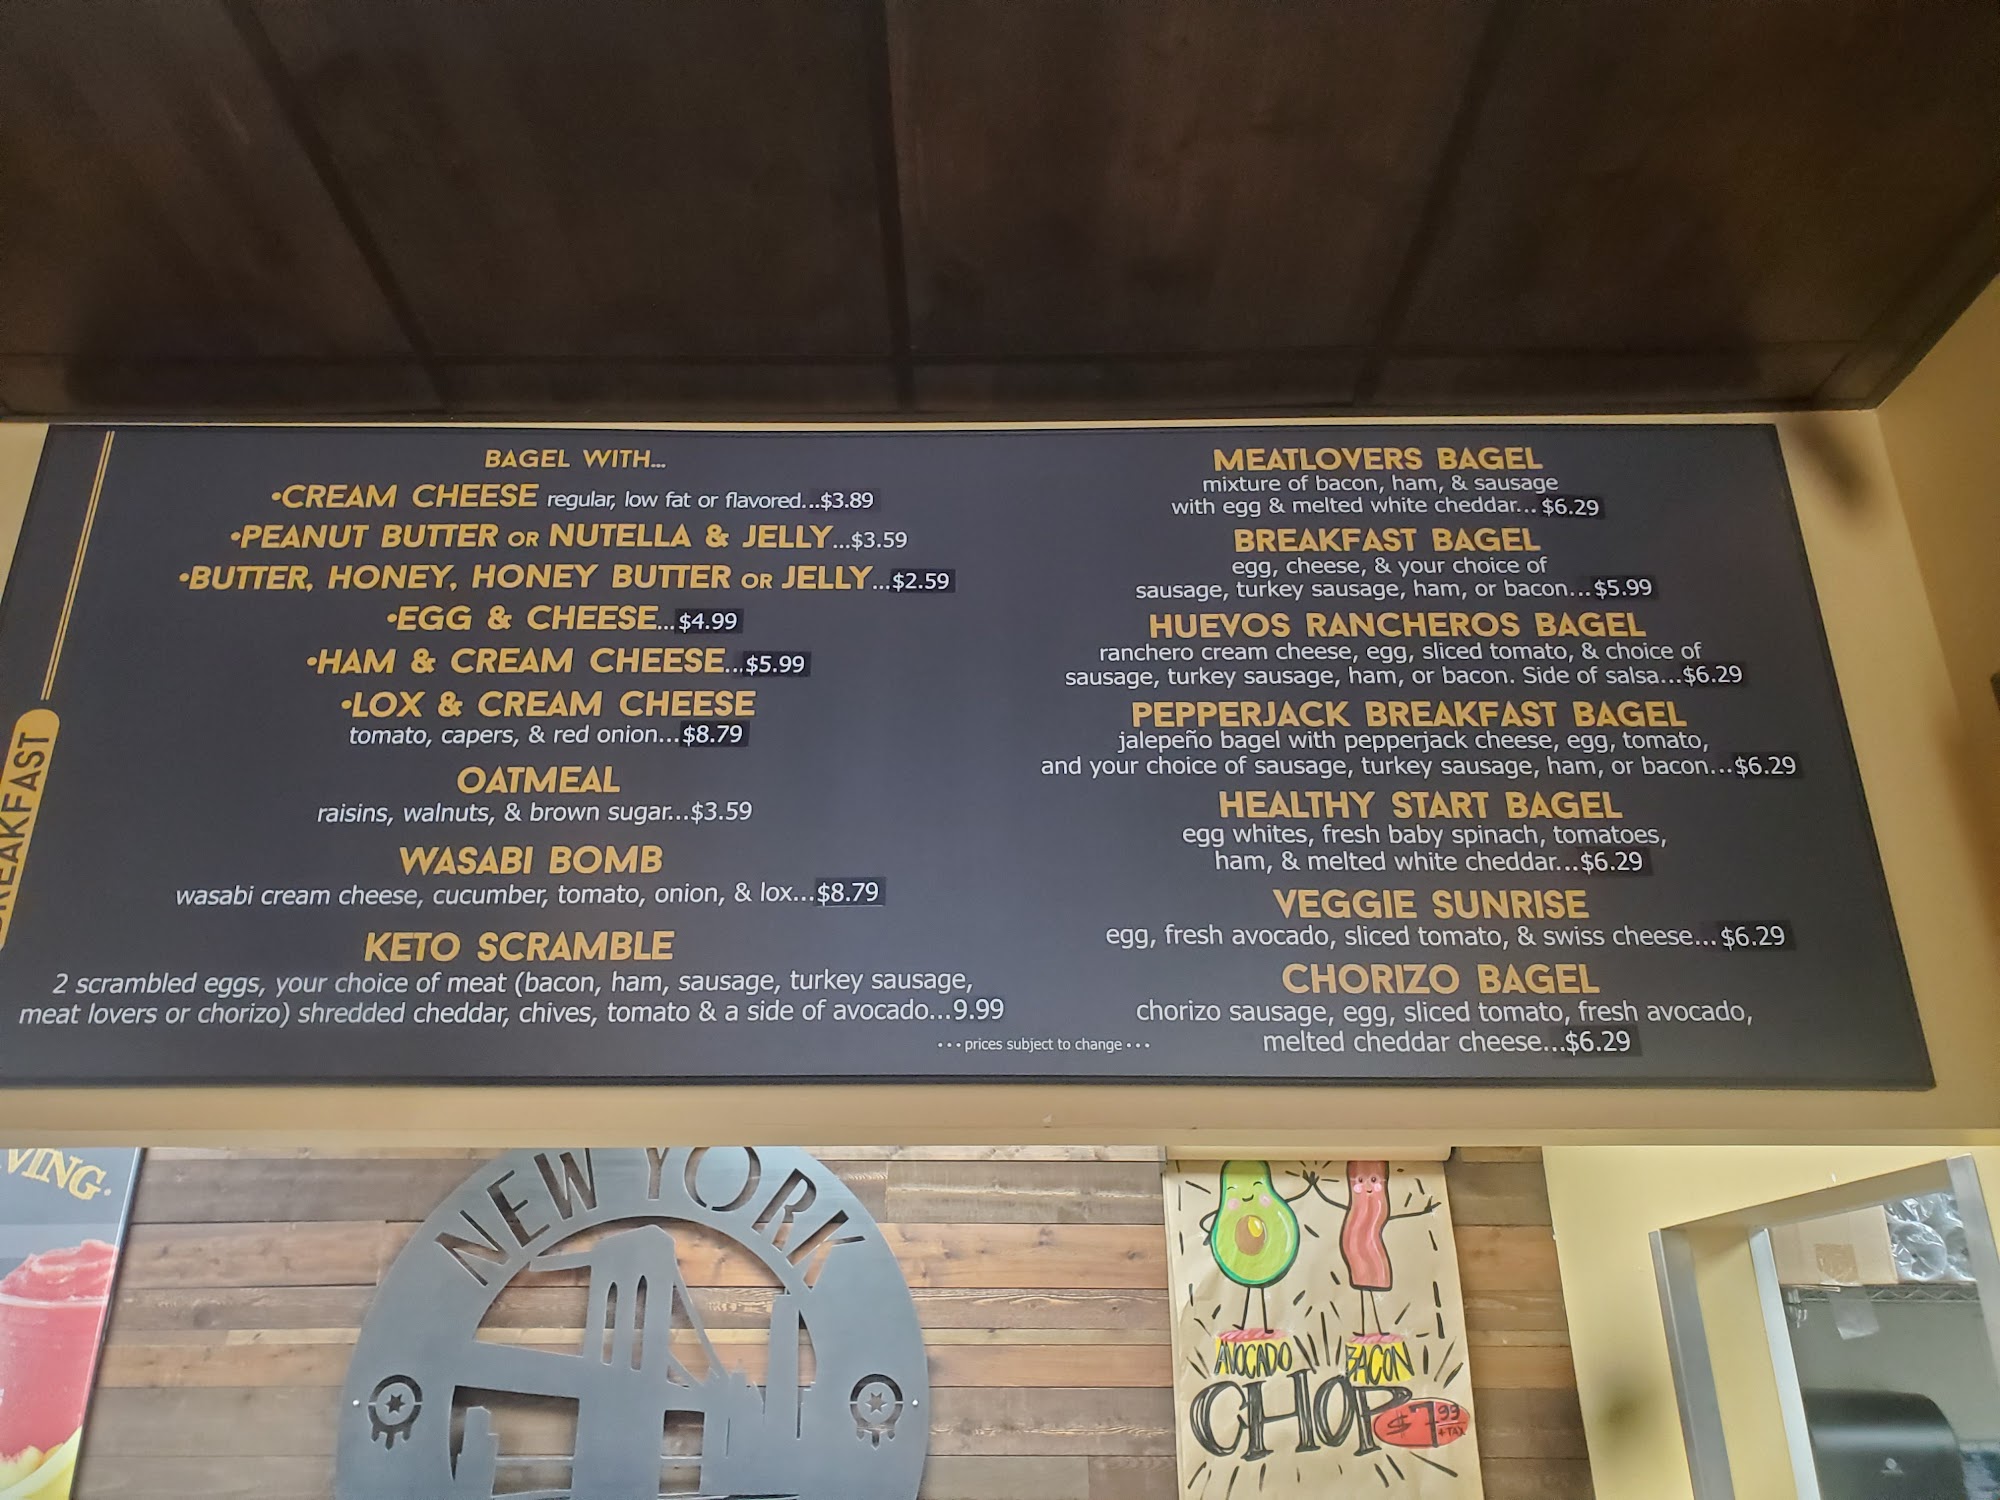 BREAKFAST
BAGEL WITH...
•CREAM CHEESE regular, low fat or flavored...$3.89
•PEANUT BUTTER OR NUTELLA & JELLY...$3.59
•BUTTER, HONEY, HONEY BUTTER OR JELLY...$2.59
•EGG & CHEESE...$4.99
•HAM & CREAM CHEESE...$5.99
•LOX & CREAM CHEESE
tomato, capers, & red onion...$8.79
OATMEAL
raisins, walnuts, & brown sugar...$3.59
WASABI BOMB
wasabi cream cheese, cucumber, tomato, onion, & lox...$8.79
KETO SCRAMBLE
2 scrambled eggs, your choice of meat (bacon, ham, sausage, turkey sausage,
meat lovers or chorizo) shredded cheddar, chives, tomato & a side of avocado...9.99
MEATLOVERS BAGEL
mixture of bacon, ham, & sausage
with egg & melted white cheddar... $6.29
BREAKFAST BAGEL
egg, cheese, & your choice of
sausage, turkey sausage, ham, or bacon...$5.99
HUEVOS RANCHEROS BAGEL
ranchero cream cheese, egg, sliced tomato, & choice of
sausage, turkey sausage, ham, or bacon. Side of salsa...$6.29
PEPPERJACK BREAKFAST BAGEL
jalepeño bagel with pepperjack cheese, egg, tomato,
and your choice of sausage, turkey sausage, ham, or bacon...$6.29
HEALTHY START BAGEL
egg whites, fresh baby spinach, tomatoes,
ham, & melted white cheddar...$6.29
VEGGIE SUNRISE
egg, fresh avocado, sliced tomato, & swiss cheese...$6.29
CHORIZO BAGEL
chorizo sausage, egg, sliced tomato, fresh avocado,
melted cheddar cheese...$6.29
•••prices subject to change•••
VING.
NEW YORK
AVOCADO BACON
CHOP $7.99
+TAX